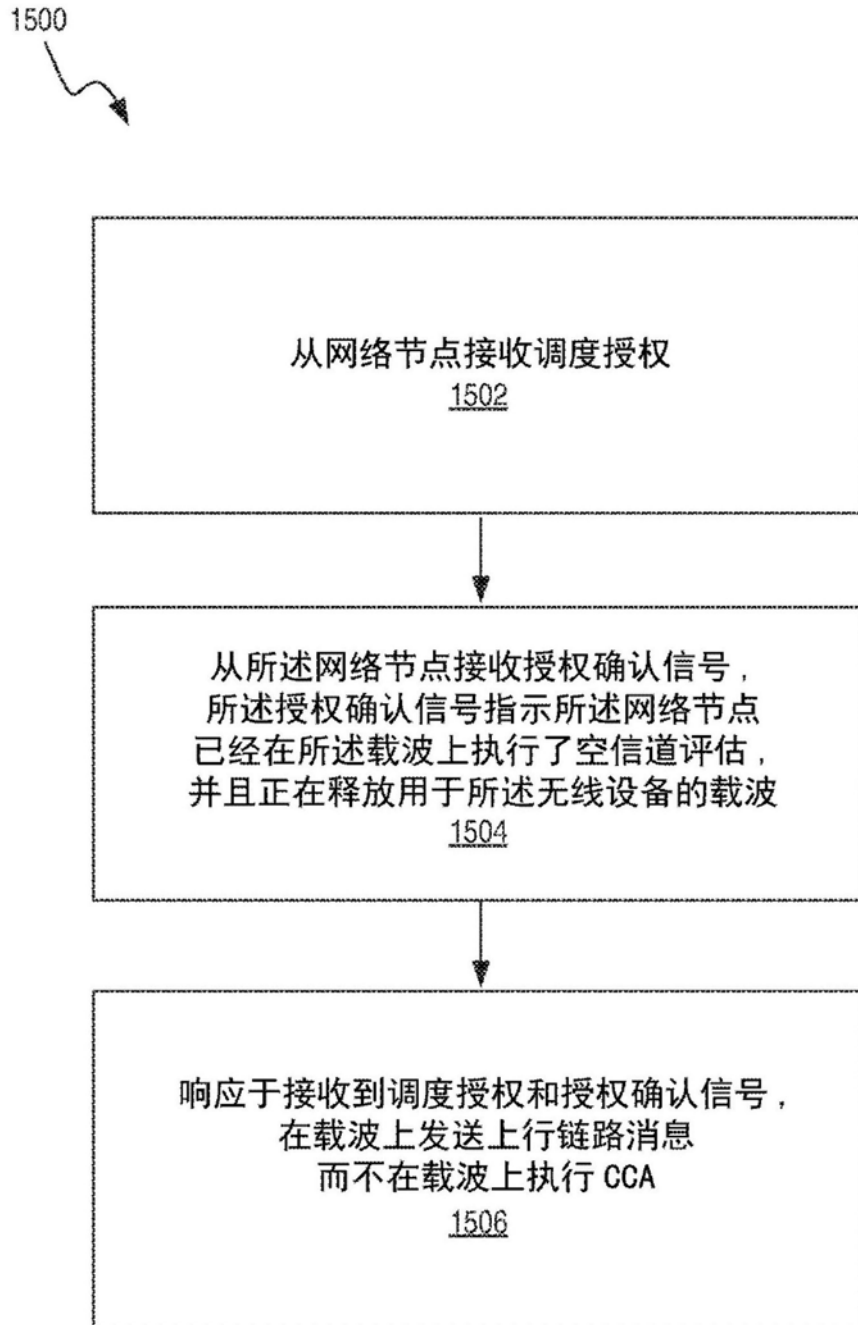 1500
从网络节点接收调度授权
1502
从所述网络节点接收授权确认信号,
所述授权确认信号指示所述网络节点
已经在所述载波上执行了空信道评估,
并且正在释放用于所述无线设备的载波
1504
响应于接收到调度授权和授权确认信号,
在载波上发送上行链路消息
而不在载波上执行 CCA
1506